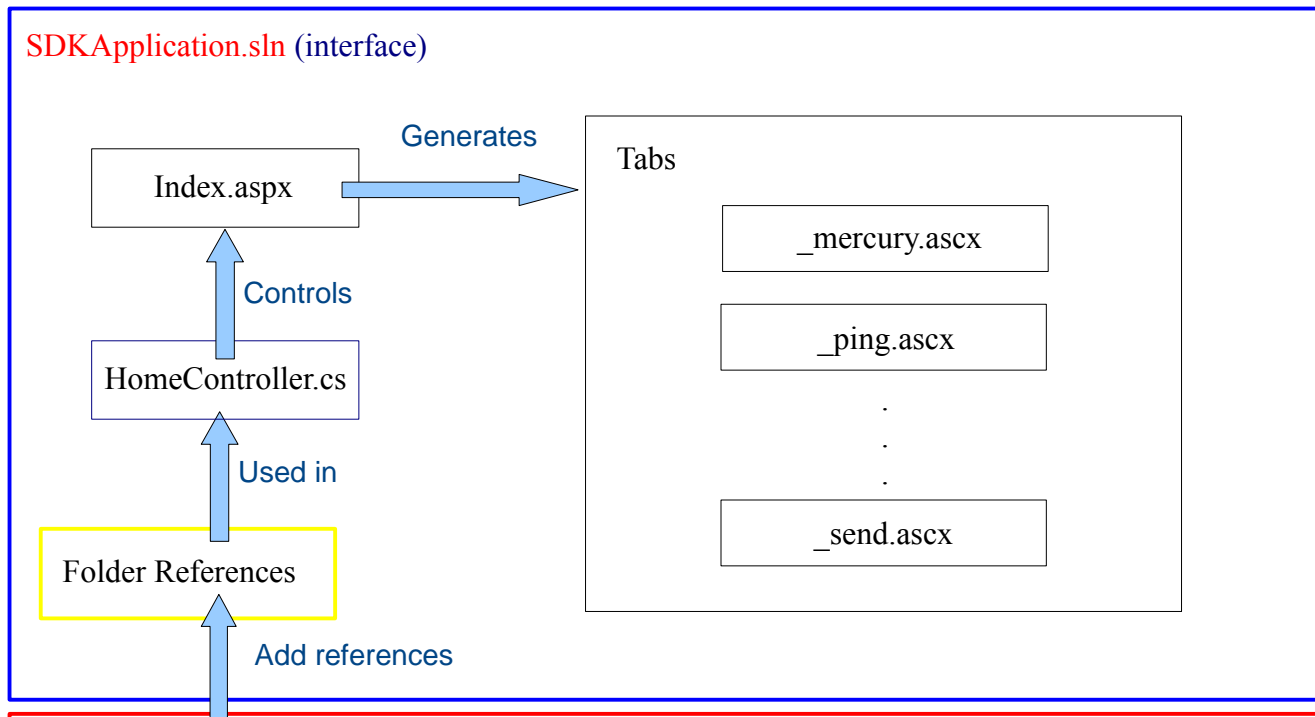 SDKApplication.sln (interface)
Generates
Tabs
Index.aspx
_mercury.ascx
Controls
_ping.ascx
HomeController.cs
.
.
.
Used in
_send.ascx
Folder References
Add references